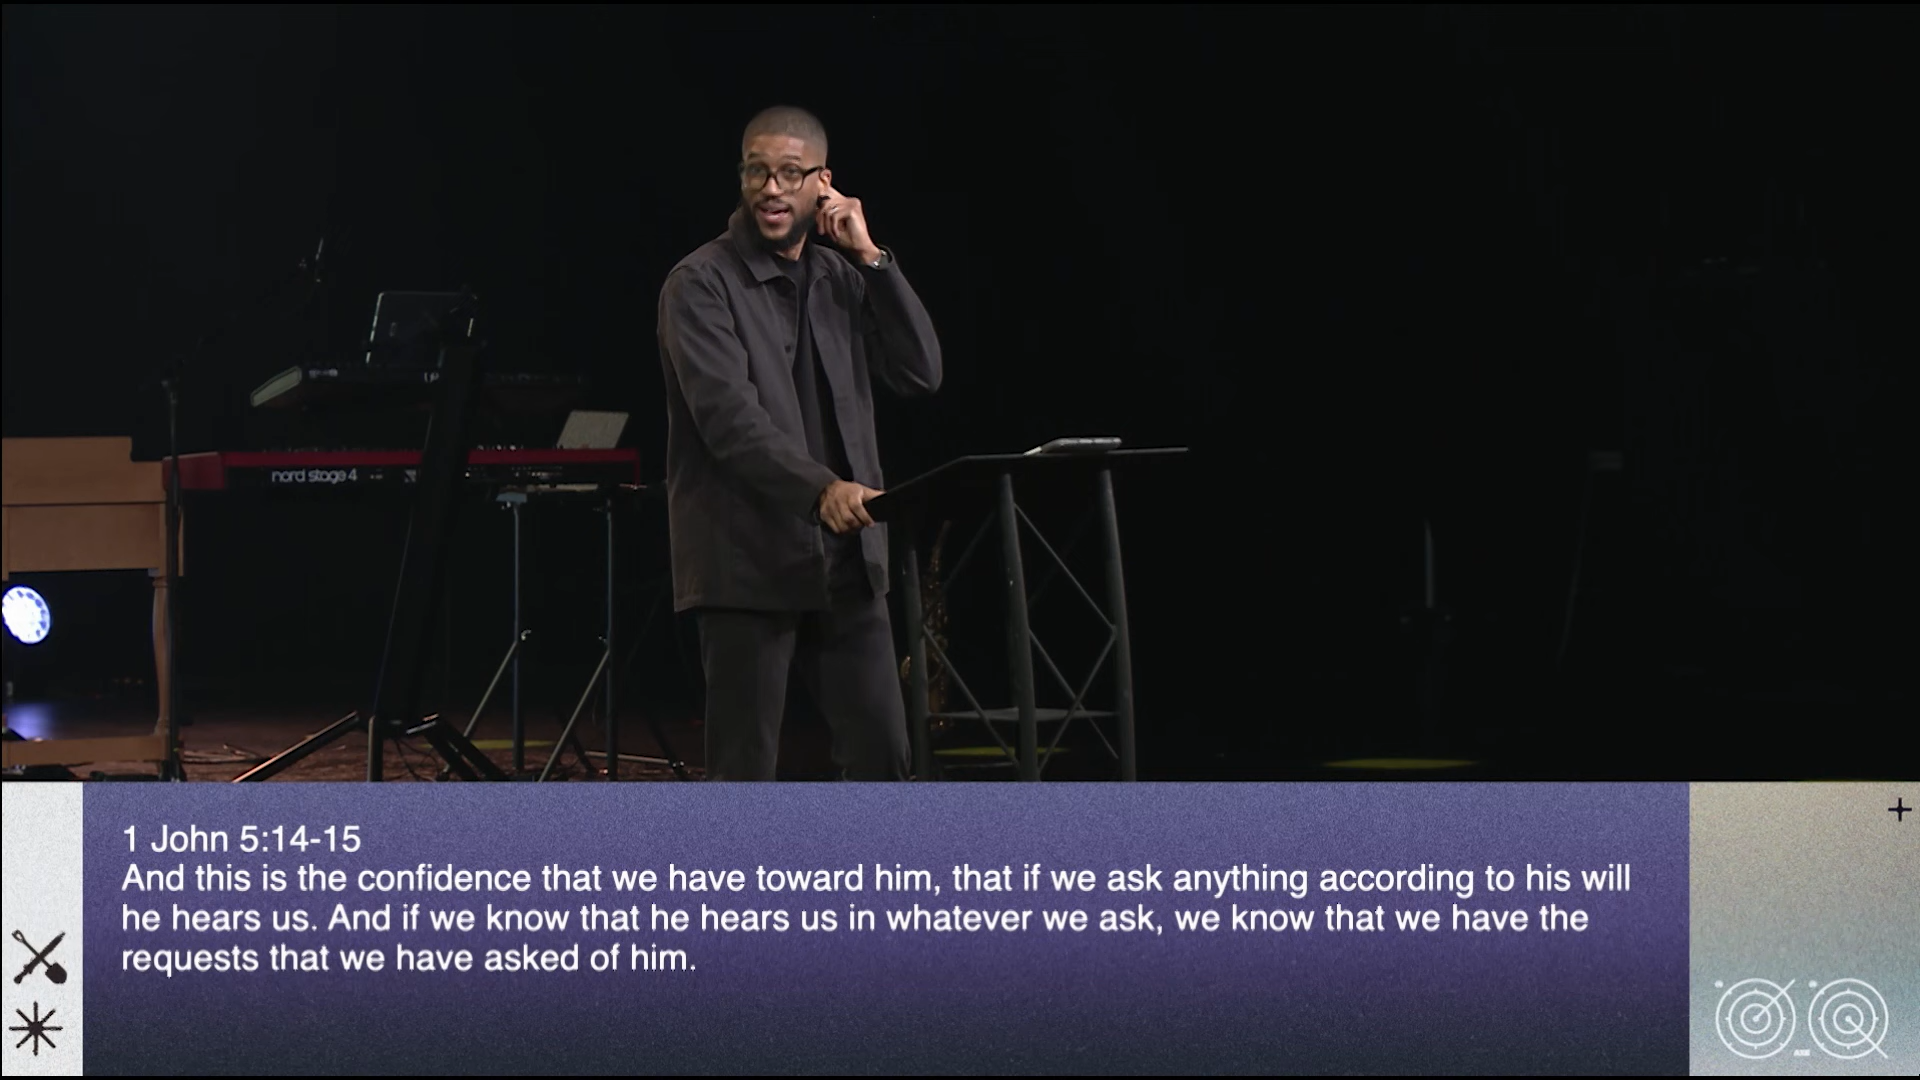 nord stage 4
1 John 5:14-15
And this is the confidence that we have toward him, that if we ask anything according to his will
he hears us. And if we know that he hears us in whatever we ask, we know that we have the
requests that we have asked of him.